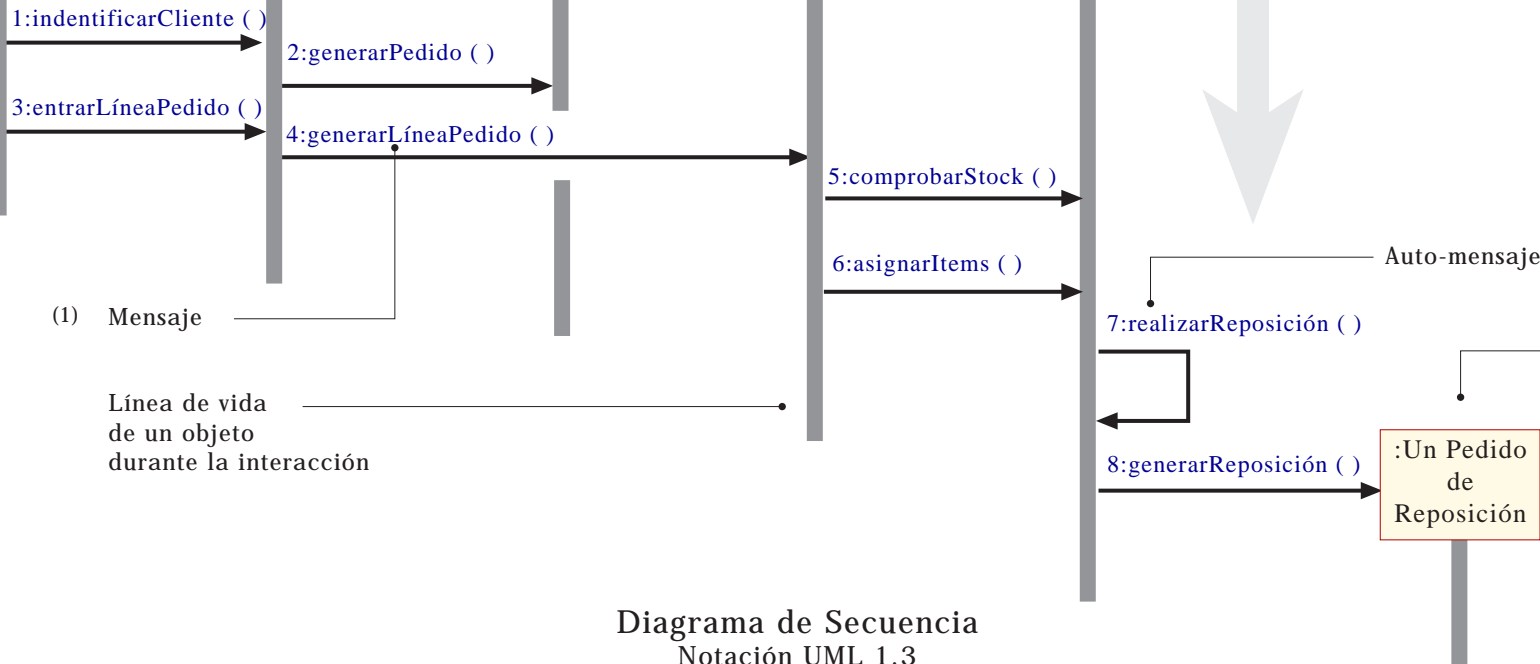 1:indentificarCliente ( )
2:generarPedido ( )
3:entrarLíneaPedido ( )
4:generarLíneaPedido ( )
5:comprobarStock ( )
6:asignarItems ( )
Auto-mensaje
(1) Mensaje
7:realizarReposición ( )
Línea de vida
de un objeto
durante la interacción
8:generarReposición ( )
:Un Pedido
de
Reposición
Diagrama de Secuencia
Notación UML 1.3